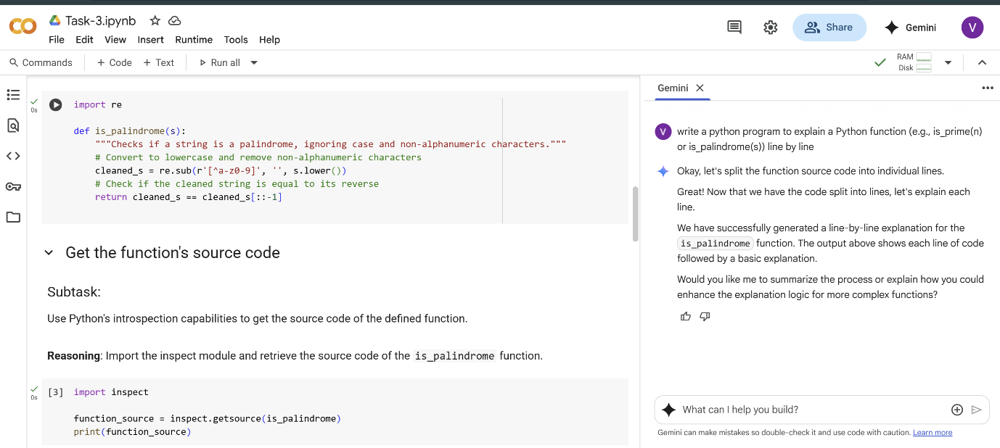 Task-3.ipynb
File Edit View Insert Runtime Tools Help
Share
Gemini
V
Commands
+ Code + Text
Run all
RAM
Disk
0s
import re
def is_palindrome(s):
"""Checks if a string is a palindrome, ignoring case and non-alphanumeric characters."""
# Convert to lowercase and remove non-alphanumeric characters
cleaned_s = re.sub(r'[^a-z0-9]', '', s.lower())
# Check if the cleaned string is equal to its reverse
return cleaned_s == cleaned_s[::-1]
Get the function's source code
Subtask:
Use Python's introspection capabilities to get the source code of the defined function.
Reasoning: Import the inspect module and retrieve the source code of the is_palindrome function.
0s
[3] import inspect
function_source = inspect.getsource(is_palindrome)
print(function_source)
Gemini
V
write a python program to explain a Python function (e.g., is_prime(n)
or is_palindrome(s)) line by line
Okay, let's split the function source code into individual lines.
Great! Now that we have the code split into lines, let's explain each
line.
We have successfully generated a line-by-line explanation for the
is_palindrome function. The output above shows each line of code
followed by a basic explanation.
Would you like me to summarize the process or explain how you could
enhance the explanation logic for more complex functions?
What can I help you build?
Gemini can make mistakes so double-check it and use code with caution. Learn more